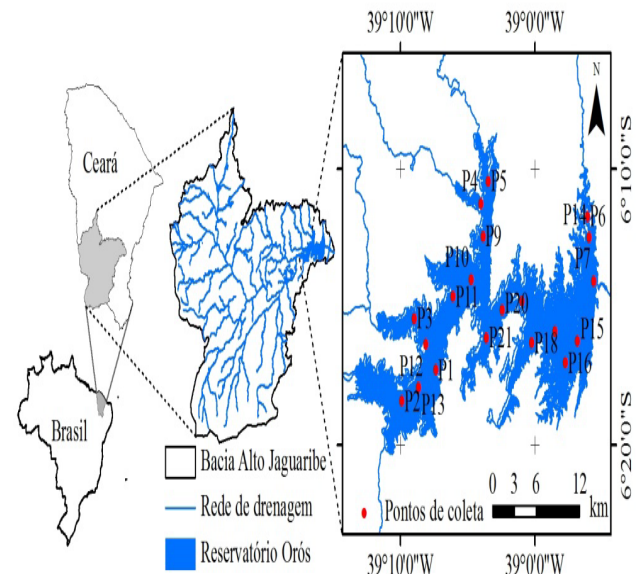 39°10'0"W 39°0'0"W
N
Ceará
6°10'0"S
P4 P5
P14 P6
P9
P7
P10
P11
P20
P3
P21 P18 P15
P12 P16
P1
P2 P13
Brasil
6°20'0"S
Bacia Alto Jaguaribe
Rede de drenagem
Reservatório Orós
0 3 6 12
km
Pontos de coleta
39°10'0"W 39°0'0"W